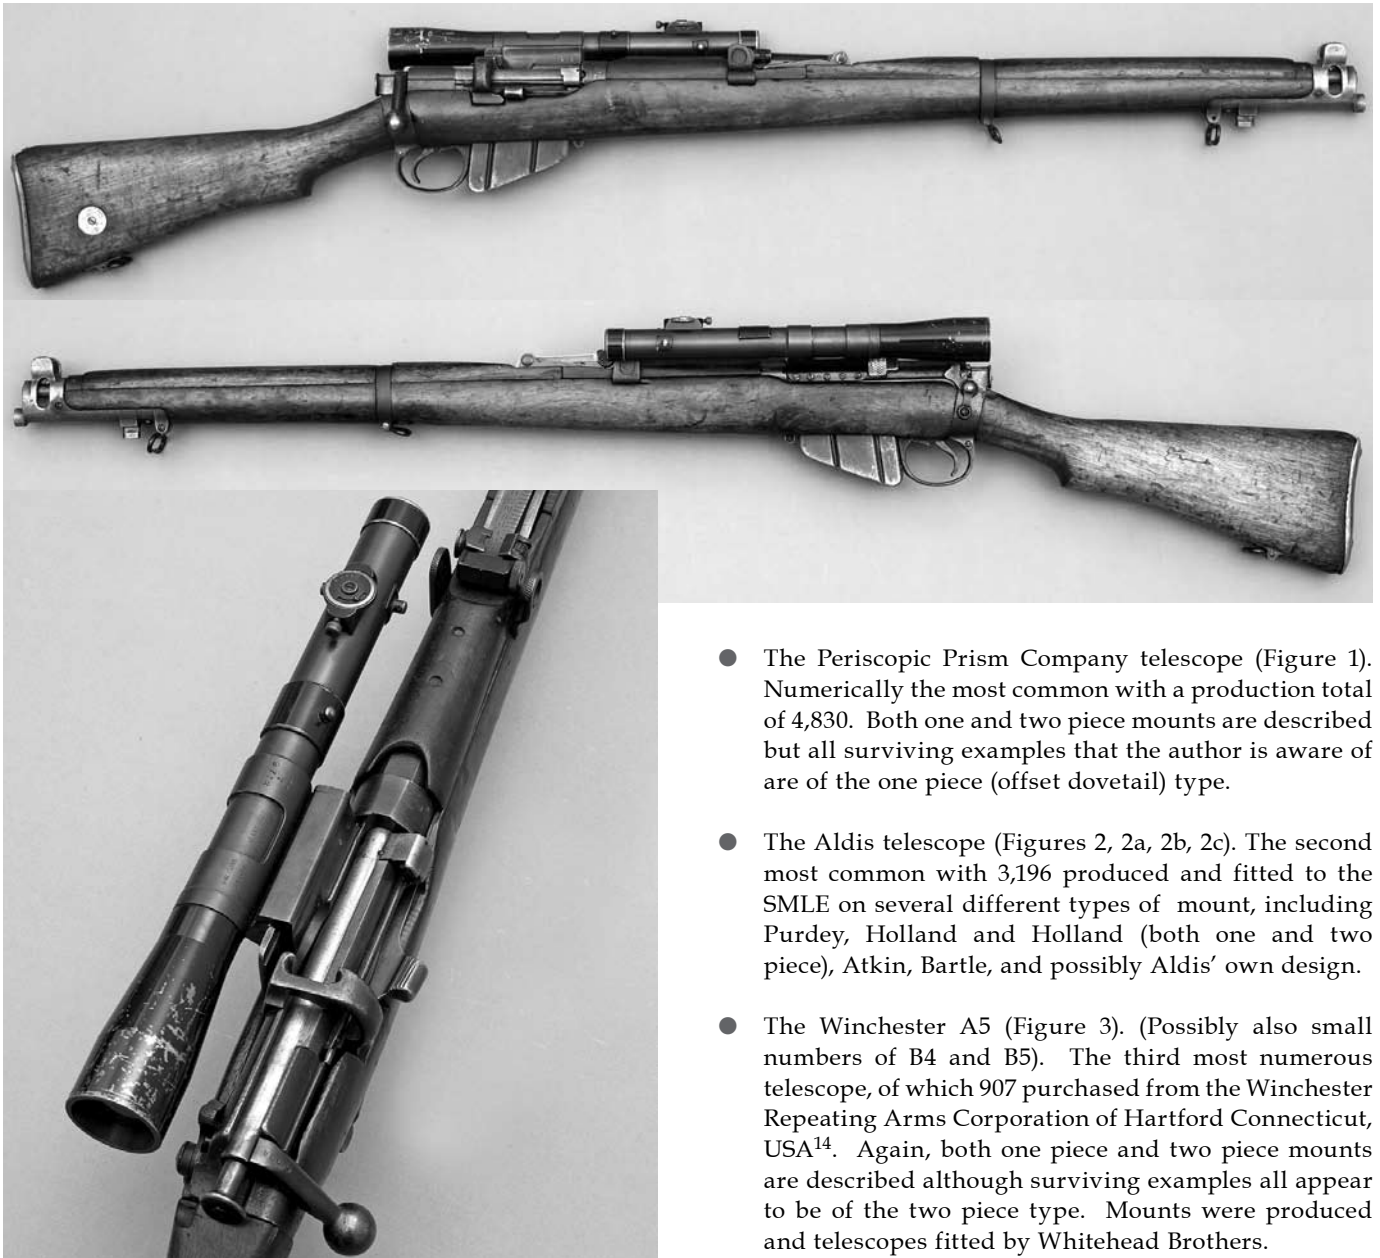 ● The Periscopic Prism Company telescope (Figure 1).
Numerically the most common with a production total
of 4,830. Both one and two piece mounts are described
but all surviving examples that the author is aware of
are of the one piece (offset dovetail) type.
● The Aldis telescope (Figures 2, 2a, 2b, 2c). The second
most common with 3,196 produced and fitted to the
SMLE on several different types of mount, including
Purdey, Holland and Holland (both one and two
piece), Atkin, Bartle, and possibly Aldis’ own design.
● The Winchester A5 (Figure 3). (Possibly also small
numbers of B4 and B5). The third most numerous
telescope, of which 907 purchased from the Winchester
Repeating Arms Corporation of Hartford Connecticut,
USA¹⁴. Again, both one piece and two piece mounts
are described although surviving examples all appear
to be of the two piece type. Mounts were produced
and telescopes fitted by Whitehead Brothers.